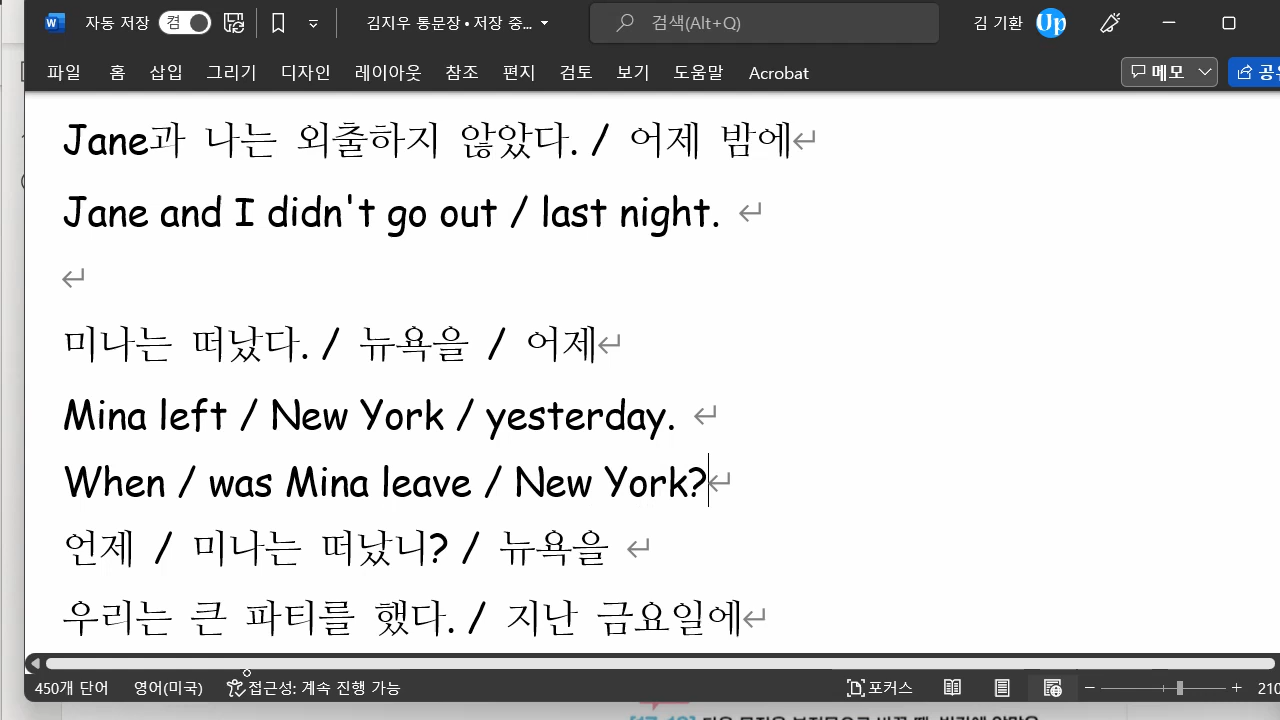 자동 저장 켬 김지우 통문장 • 저장 중... 검색(Alt+Q) 김 기환 Up
파일 홈 삽입 그리기 디자인 레이아웃 참조 편지 검토 보기 도움말 Acrobat 메모
Jane과 나는 외출하지 않았다. / 어제 밤에
Jane and I didn't go out / last night.
미나는 떠났다. / 뉴욕을 / 어제
Mina left / New York / yesterday.
When / was Mina leave / New York?
언제 / 미나는 떠났니? / 뉴욕을
우리는 큰 파티를 했다. / 지난 금요일에
450개 단어 영어(미국) 접근성: 계속 진행 가능 포커스 210